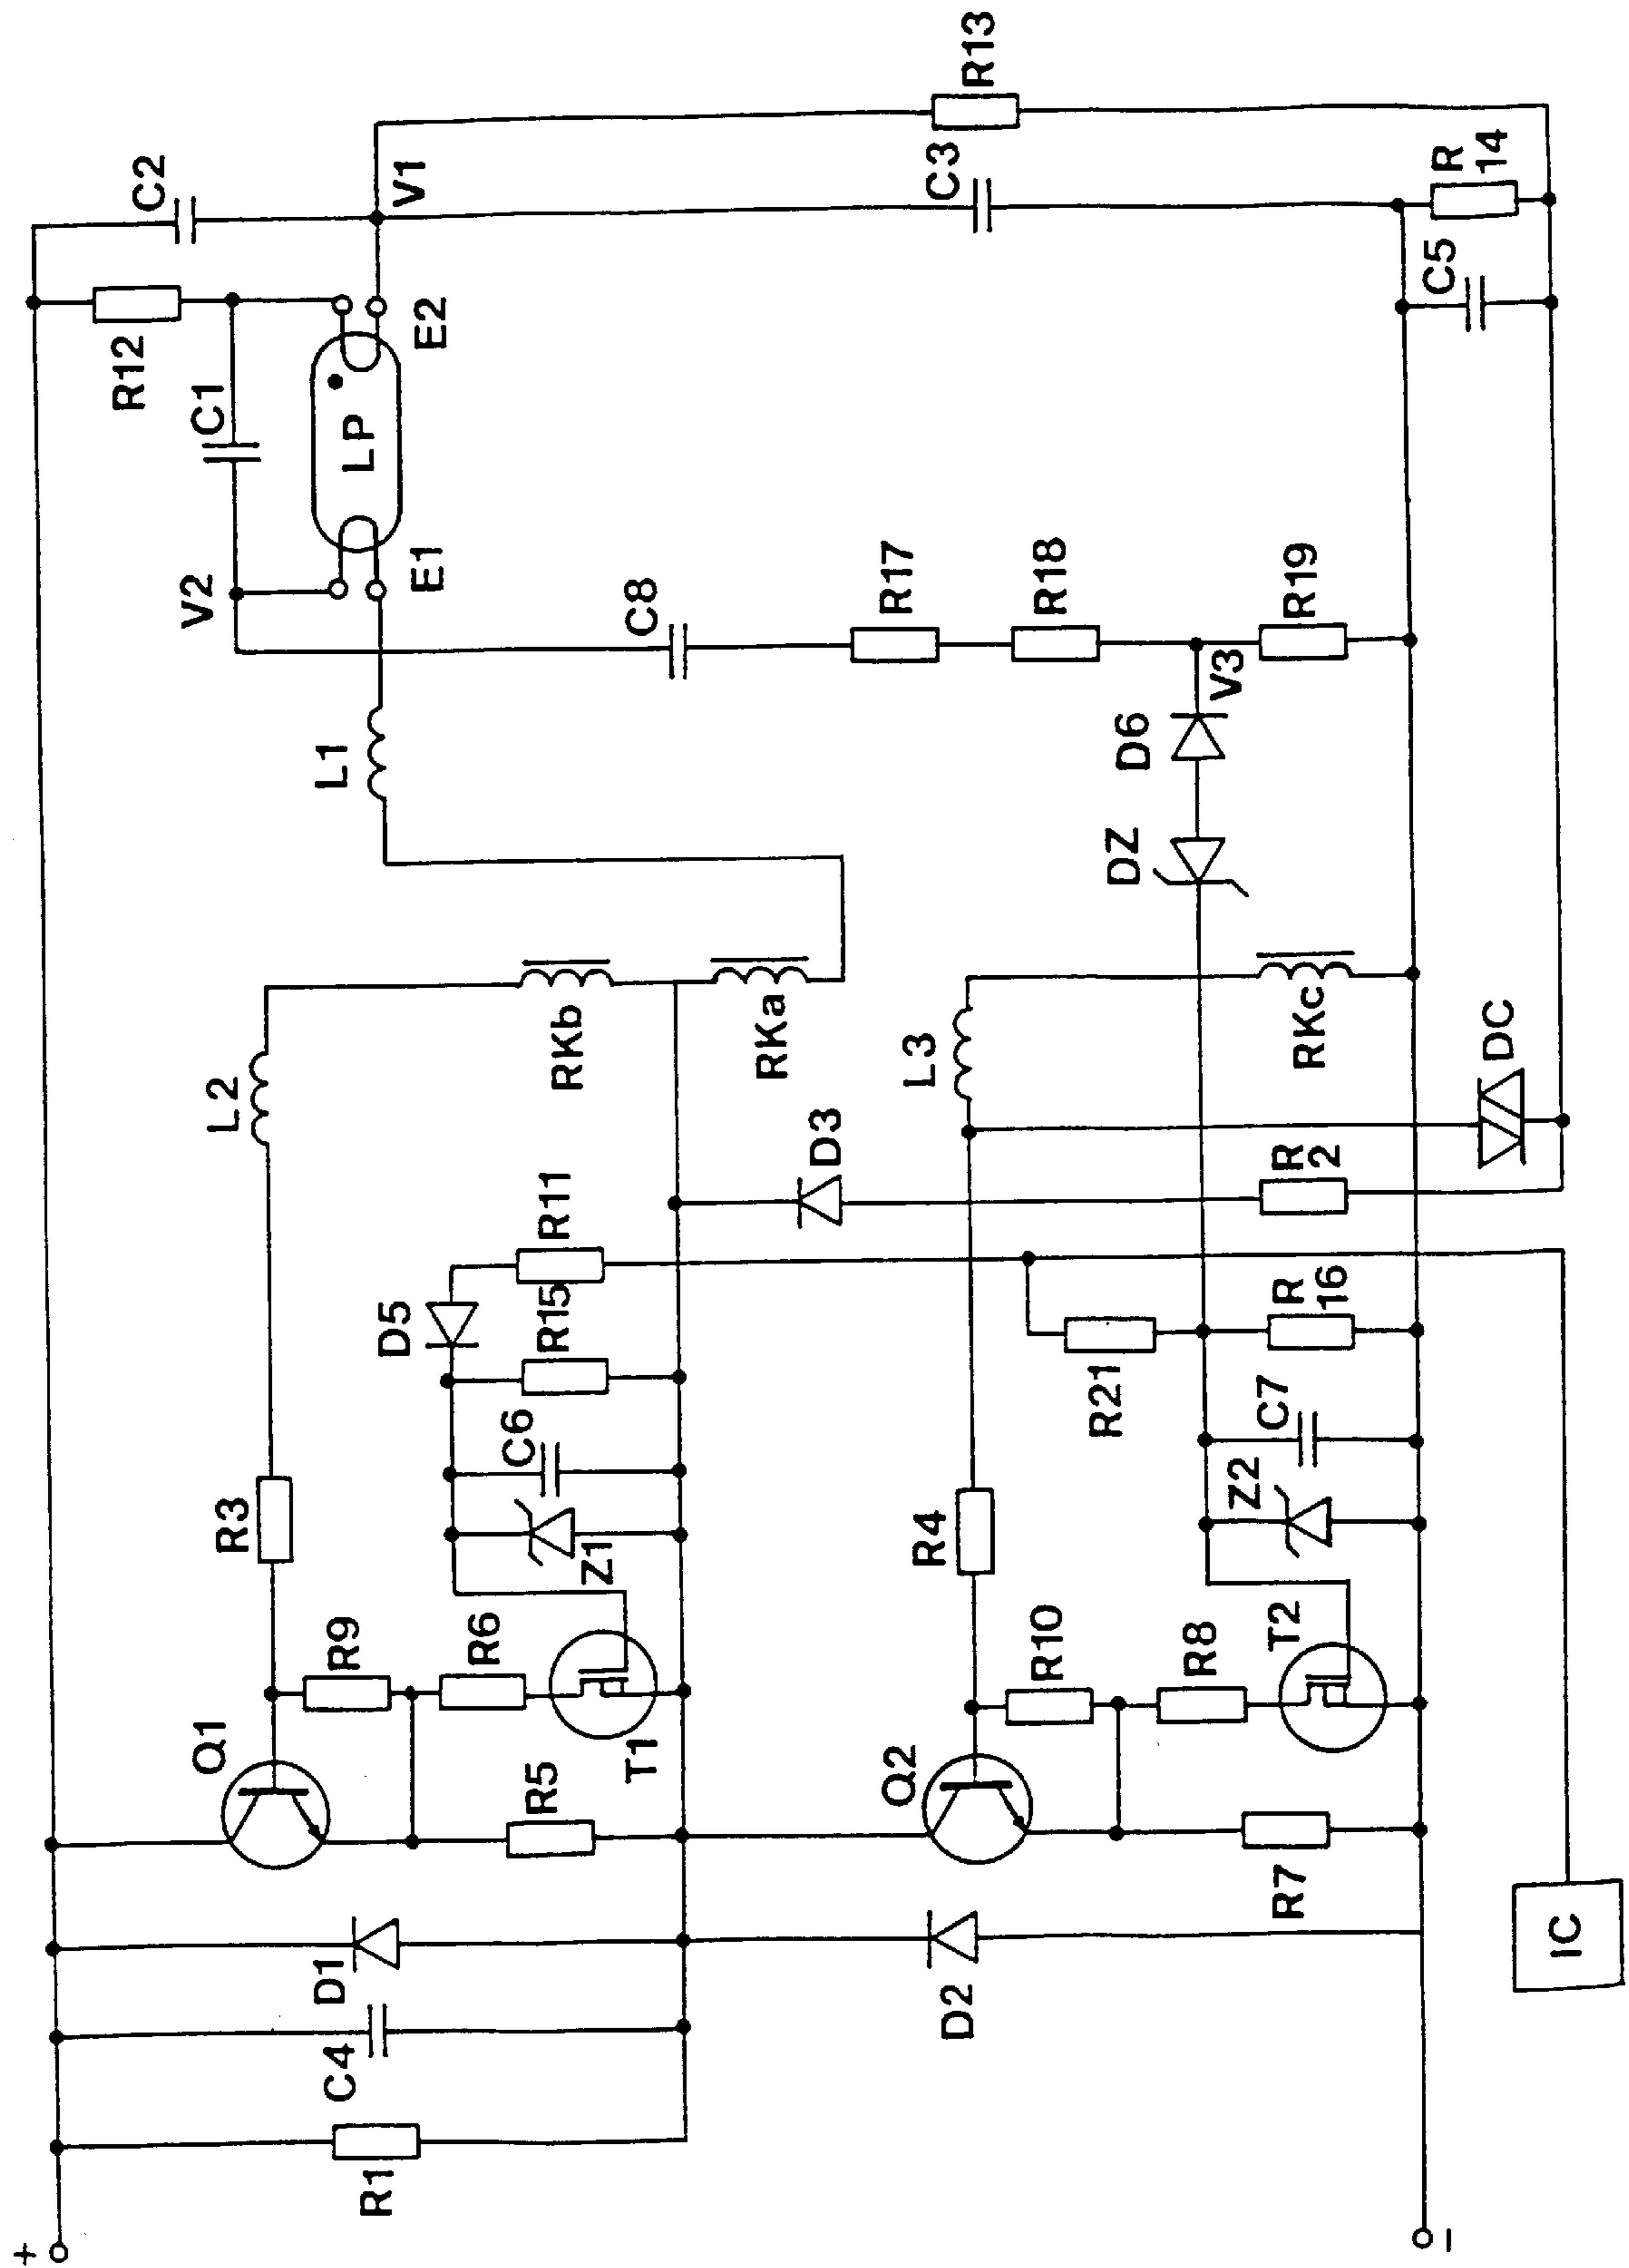 +
R1
C4
D1
D2
IC
Q1
R5
Q2
R7
T1
R9
R6
R10
R8
T2
R3
Z1
C6
R15
D5
R11
R4
Z2
C7
R21
R
16
L2
D3
R
2
DC
RKb
RKa
L3
RKc
L1
DZ
D6
V3
V2
E1
C8
R17
R18
R19
LP
C1
R12
E2
C2
V1
C3
C5
R
14
R13
−